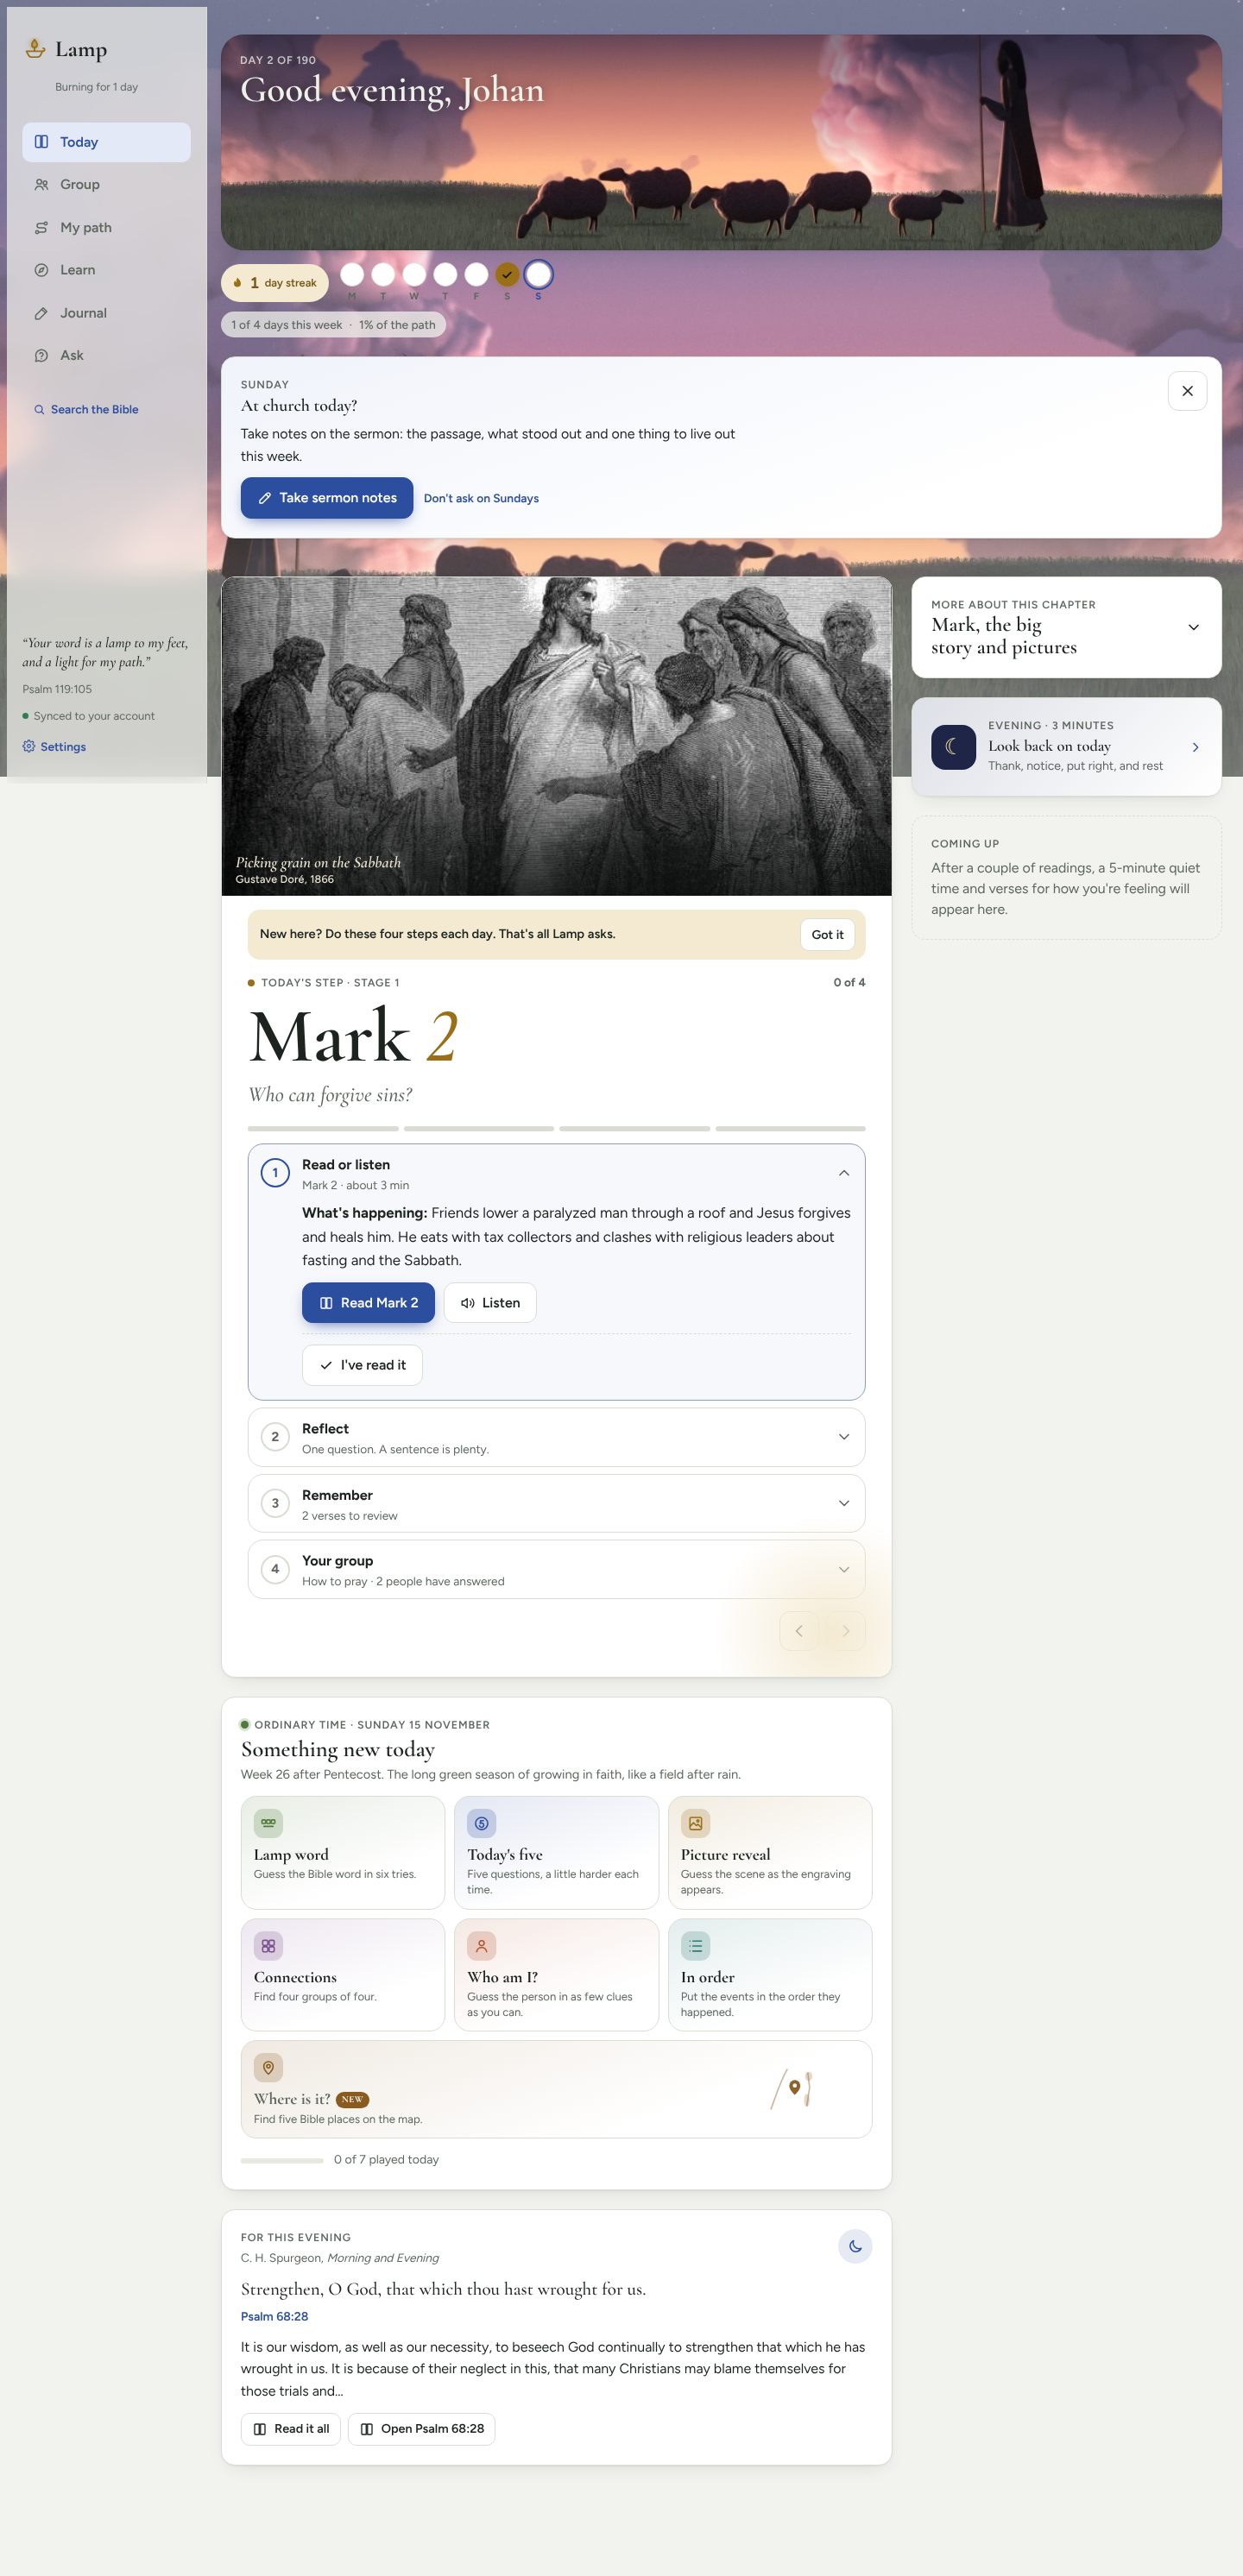 Lamp
Burning for 1 day
Today
Group
My path
Learn
Journal
Ask
Search the Bible
“Your word is a lamp to my feet,
and a light for my path.”
Psalm 119:105
Synced to your account
Settings
DAY 2 OF 190
Good evening, Johan
1 day streak
M T W T F S S
1 of 4 days this week · 1% of the path
SUNDAY
At church today?
Take notes on the sermon: the passage, what stood out and one thing to live out
this week.
Take sermon notes
Don't ask on Sundays
Picking grain on the Sabbath
Gustave Doré, 1866
New here? Do these four steps each day. That's all Lamp asks.
Got it
TODAY'S STEP · STAGE 1
0 of 4
Mark 2
Who can forgive sins?
1
Read or listen
Mark 2 · about 3 min
What's happening: Friends lower a paralyzed man through a roof and Jesus forgives
and heals him. He eats with tax collectors and clashes with religious leaders about
fasting and the Sabbath.
Read Mark 2
Listen
I've read it
2
Reflect
One question. A sentence is plenty.
3
Remember
2 verses to review
4
Your group
How to pray · 2 people have answered
MORE ABOUT THIS CHAPTER
Mark, the big
story and pictures
EVENING · 3 MINUTES
Look back on today
Thank, notice, put right, and rest
COMING UP
After a couple of readings, a 5-minute quiet
time and verses for how you're feeling will
appear here.
ORDINARY TIME · SUNDAY 15 NOVEMBER
Something new today
Week 26 after Pentecost. The long green season of growing in faith, like a field after rain.
Lamp word
Guess the Bible word in six tries.
5
Today's five
Five questions, a little harder each
time.
Picture reveal
Guess the scene as the engraving
appears.
Connections
Find four groups of four.
Who am I?
Guess the person in as few clues
as you can.
In order
Put the events in the order they
happened.
Where is it? NEW
Find five Bible places on the map.
0 of 7 played today
FOR THIS EVENING
C. H. Spurgeon, Morning and Evening
Strengthen, O God, that which thou hast wrought for us.
Psalm 68:28
It is our wisdom, as well as our necessity, to beseech God continually to strengthen that which he has
wrought in us. It is because of their neglect in this, that many Christians may blame themselves for
those trials and…
Read it all
Open Psalm 68:28